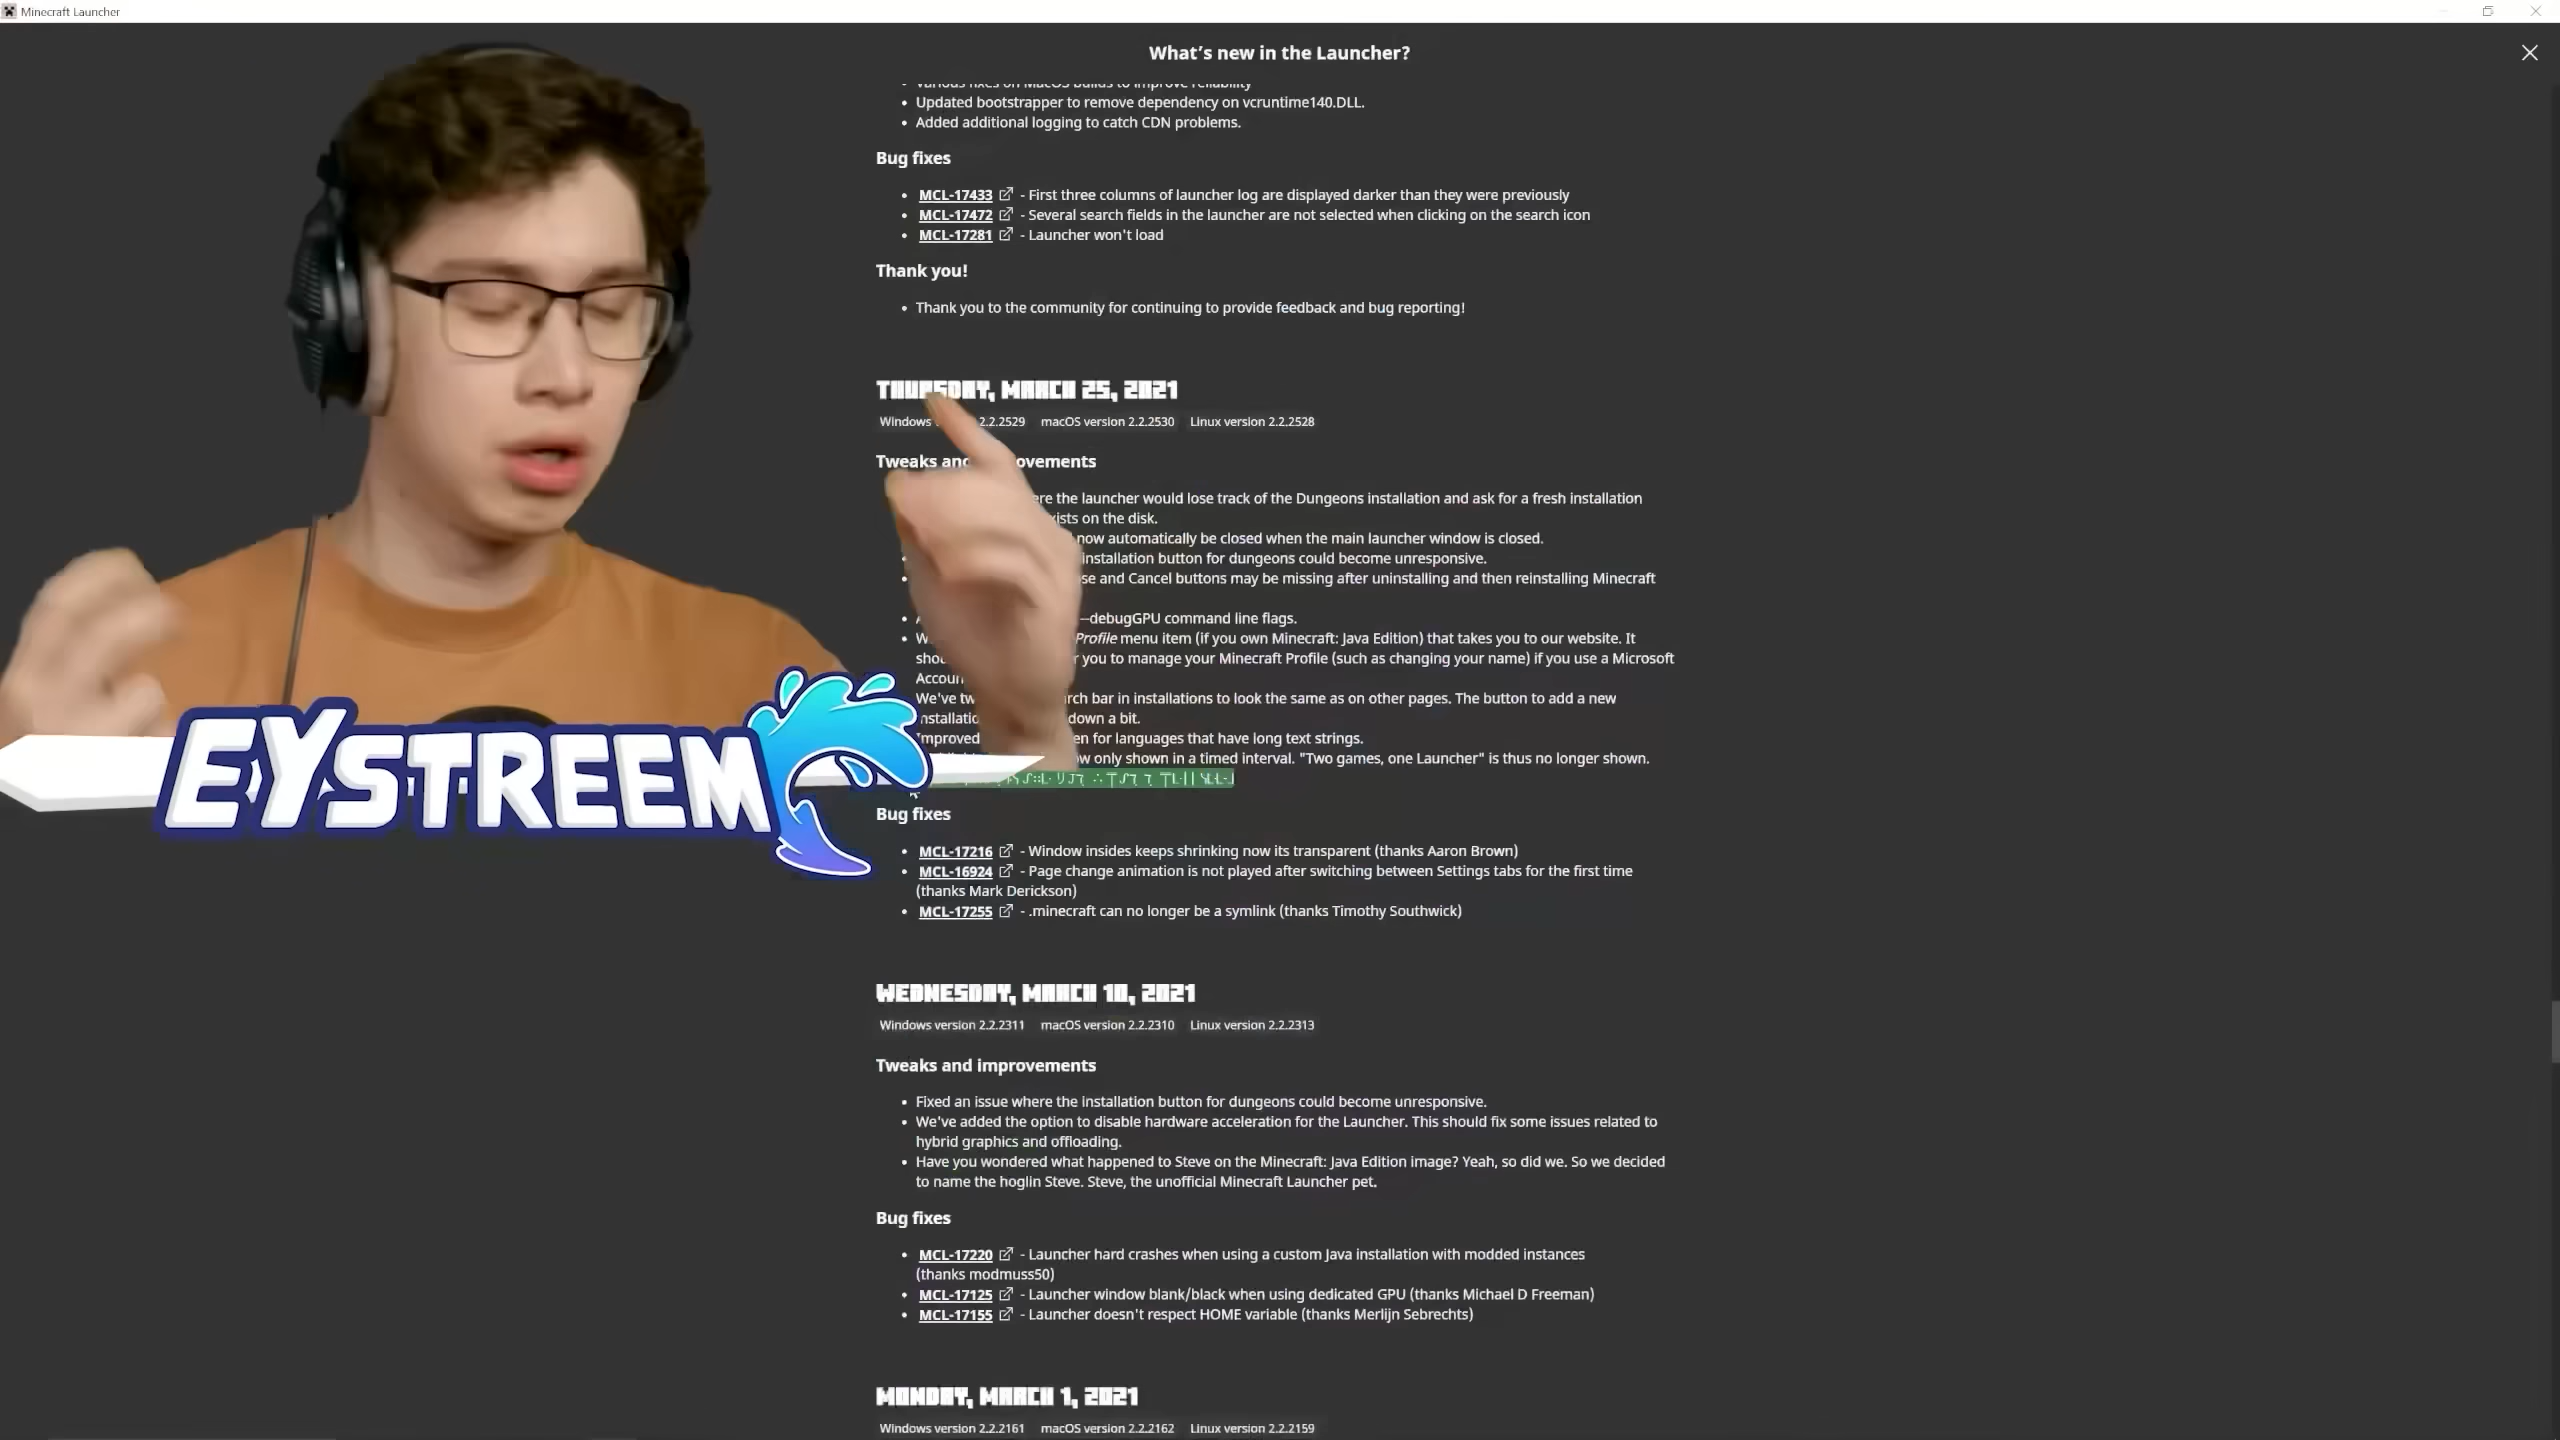 Minecraft Launcher
What's new in the Launcher?
Various fixes on MacOS builds to improve reliability
Updated bootstrapper to remove dependency on vcruntime140.DLL.
Added additional logging to catch CDN problems.
Bug fixes
MCL-17433 - First three columns of launcher log are displayed darker than they were previously
MCL-17472 - Several search fields in the launcher are not selected when clicking on the search icon
MCL-17281 - Launcher won't load
Thank you!
Thank you to the community for continuing to provide feedback and bug reporting!
THURSDAY, MARCH 25, 2021
Windows 2.2.2529 macOS version 2.2.2530 Linux version 2.2.2528
Tweaks and
the launcher would lose track of the Dungeons installation and ask for a fresh installation
on the disk.
now automatically be closed when the main launcher window is closed.
installation button for dungeons could become unresponsive.
and Cancel buttons may be missing after uninstalling and then reinstalling Minecraft
--debugGPU command line flags.
Profile menu item (if you own Minecraft: Java Edition) that takes you to our website. It
you to manage your Minecraft Profile (such as changing your name) if you use a Microsoft
We've bar in installations to look the same as on other pages. The button to add a new
down a bit.
Improved for languages that have long text strings.
only shown in a timed interval. "Two games, one Launcher" is thus no longer shown.
EYSTREEM
Bug fixes
MCL-17216 - Window insides keeps shrinking now its transparent (thanks Aaron Brown)
MCL-16924 - Page change animation is not played after switching between Settings tabs for the first time
(thanks Mark Derickson)
MCL-17255 - .minecraft can no longer be a symlink (thanks Timothy Southwick)
WEDNESDAY, MARCH 10, 2021
Windows version 2.2.2311 macOS version 2.2.2310 Linux version 2.2.2313
Tweaks and improvements
Fixed an issue where the installation button for dungeons could become unresponsive.
We've added the option to disable hardware acceleration for the Launcher. This should fix some issues related to
hybrid graphics and offloading.
Have you wondered what happened to Steve on the Minecraft: Java Edition image? Yeah, so did we. So we decided
to name the hoglin Steve. Steve, the unofficial Minecraft Launcher pet.
Bug fixes
MCL-17220 - Launcher hard crashes when using a custom Java installation with modded instances
(thanks modmuss50)
MCL-17125 - Launcher window blank/black when using dedicated GPU (thanks Michael D Freeman)
MCL-17155 - Launcher doesn't respect HOME variable (thanks Merlijn Sebrechts)
MONDAY, MARCH 1, 2021
Windows version 2.2.2161 macOS version 2.2.2162 Linux version 2.2.2159